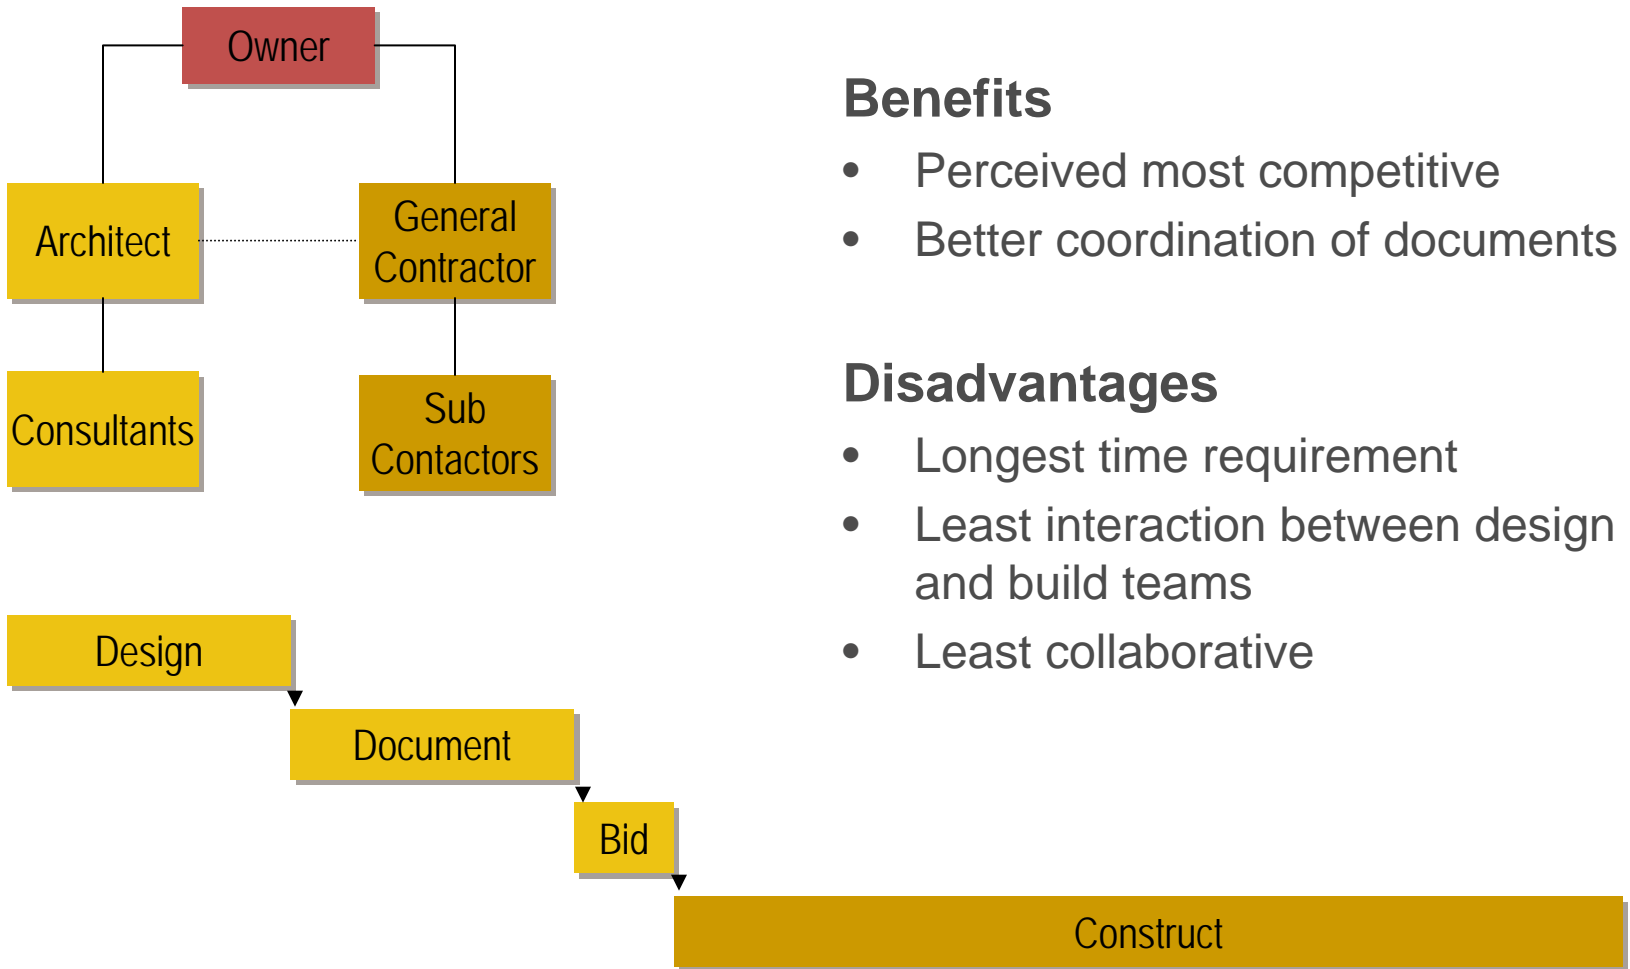 Owner
Architect
General
Contractor
Consultants
Sub
Contactors
Design
Document
Bid
Construct
Benefits
• Perceived most competitive
• Better coordination of documents
Disadvantages
• Longest time requirement
• Least interaction between design
and build teams
• Least collaborative